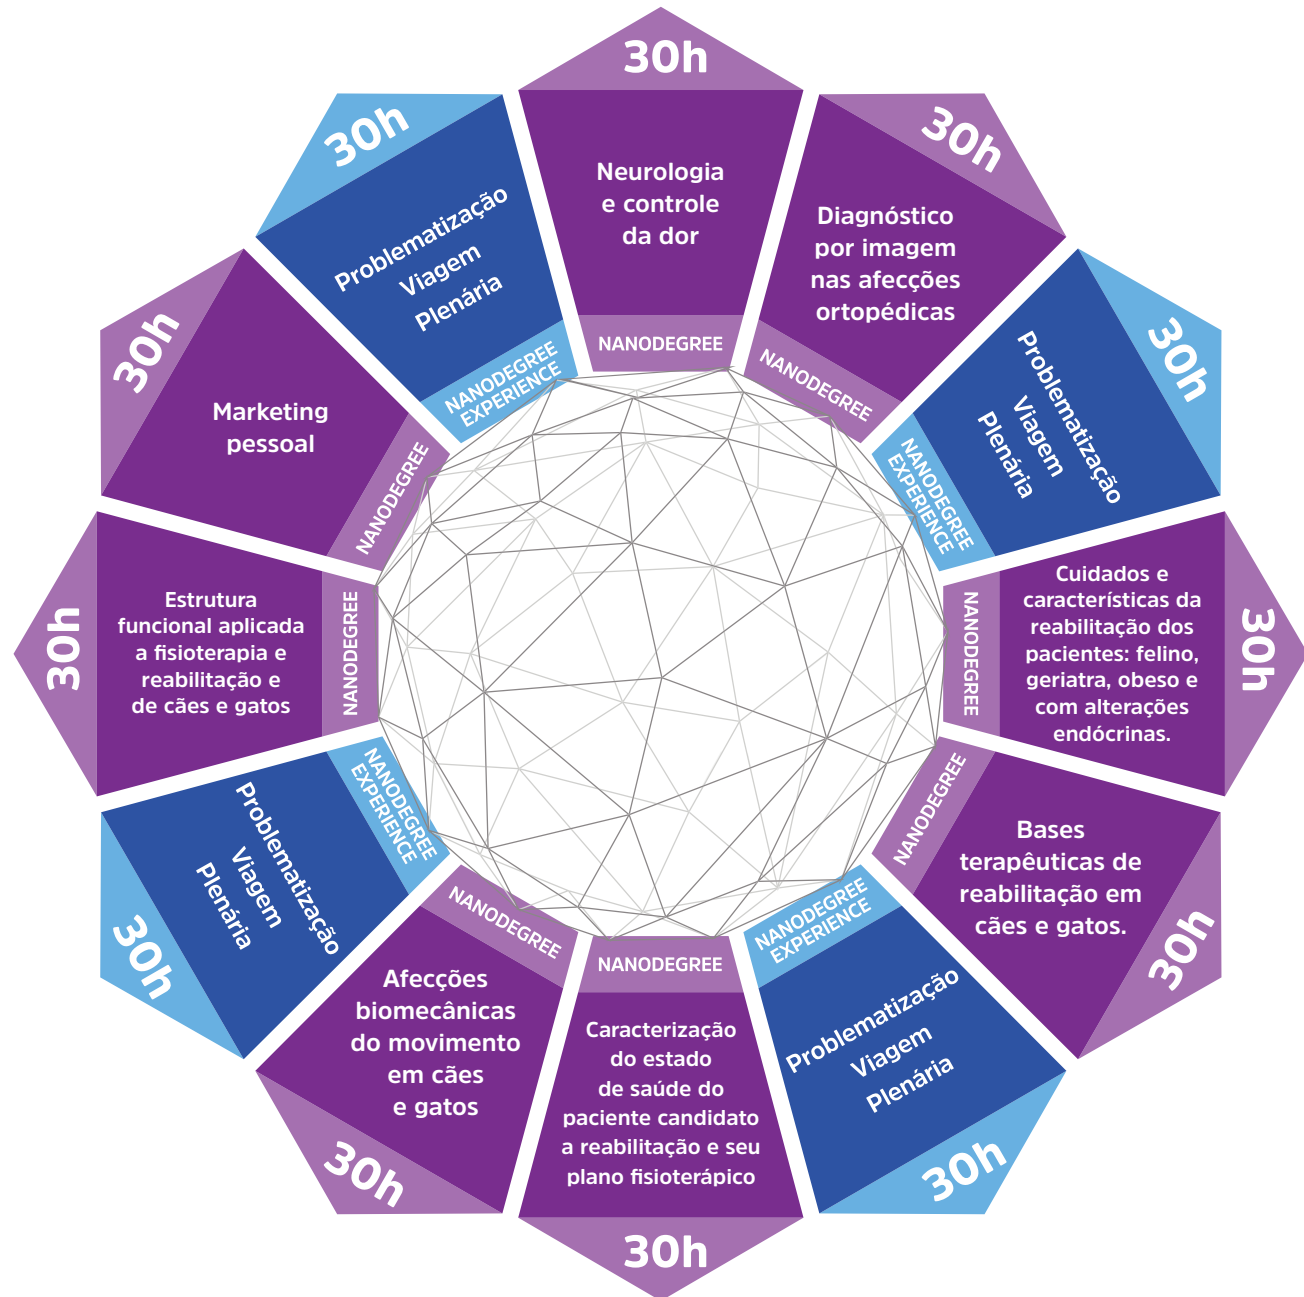 30h
Neurologia
e controle
da dor
NANODEGREE
30h
Diagnóstico
por imagem
nas afecções
ortopédicas
NANODEGREE
30h
Problematização
Viagem
Plenária
NANODEGREE
EXPERIENCE
30h
Cuidados e
características da
reabilitação dos
pacientes: felino,
geriatra, obeso e
com alterações
endócrinas.
NANODEGREE
30h
Bases
terapêuticas de
reabilitação em
cães e gatos.
NANODEGREE
30h
Problematização
Viagem
Plenária
NANODEGREE
EXPERIENCE
NANODEGREE
Caracterização
do estado
de saúde do
paciente candidato
a reabilitação e seu
plano fisioterápico
30h
NANODEGREE
Afecções
biomecânicas
do movimento
em cães
e gatos
30h
NANODEGREE
EXPERIENCE
Problematização
Viagem
Plenária
30h
30h
Estrutura
funcional aplicada
a fisioterapia e
reabilitação e
de cães e gatos
NANODEGREE
30h
Marketing
pessoal
NANODEGREE
30h
Problematização
Viagem
Plenária
NANODEGREE
EXPERIENCE